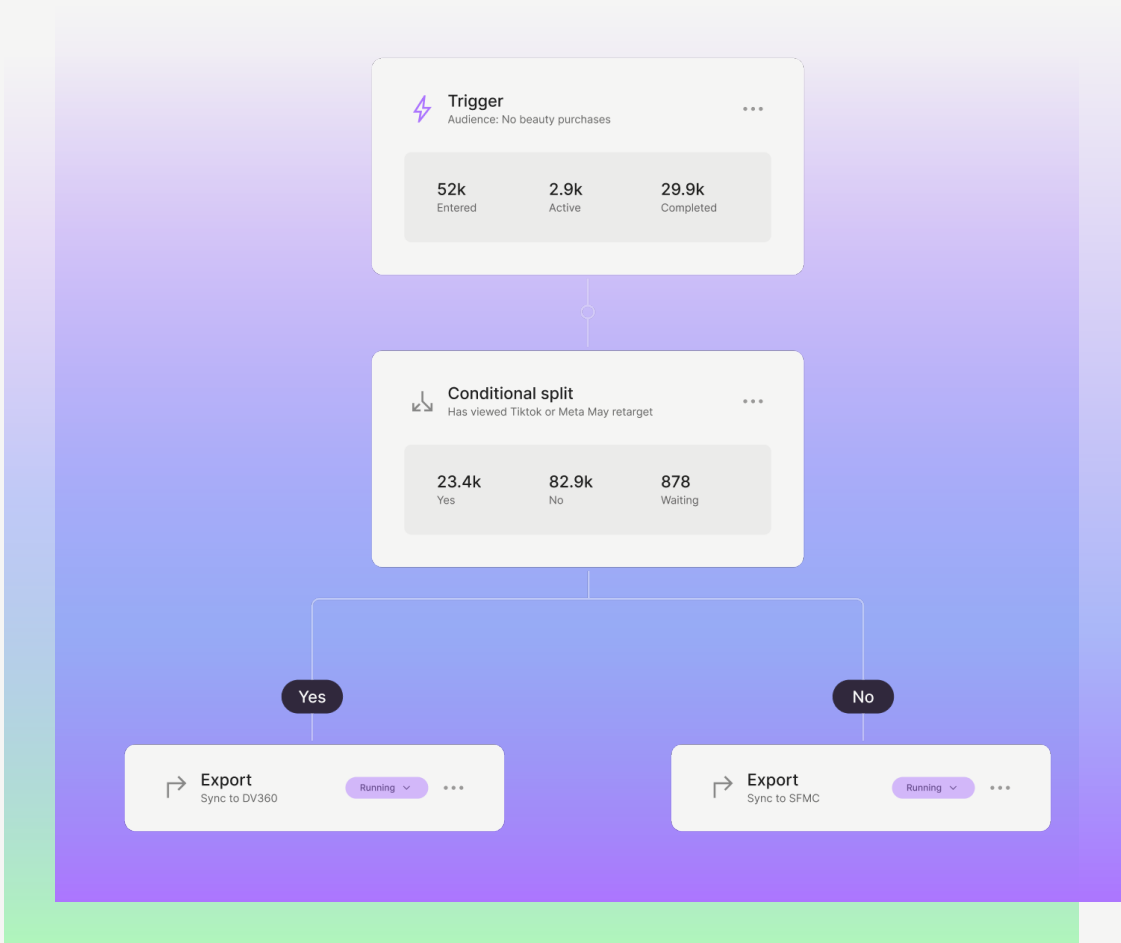 Trigger
Audience: No beauty purchases
52k 2.9k 29.9k
Entered Active Completed
Conditional split
Has viewed Tiktok or Meta May retarget
23.4k 82.9k 878
Yes No Waiting
Yes
No
Export
Sync to DV360
Running
Export
Sync to SFMC
Running